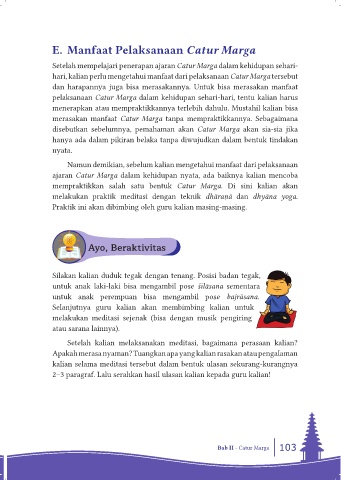 E. Manfaat Pelaksanaan Catur Marga
Setelah mempelajari penerapan ajaran Catur Marga dalam kehidupan sehari-
hari, kalian perlu mengetahui manfaat dari pelaksanaan Catur Marga tersebut
dan harapannya juga bisa merasakannya. Untuk bisa merasakan manfaat
pelaksanaan Catur Marga dalam kehidupan sehari-hari, tentu kalian harus
menerapkan atau mempraktikkannya terlebih dahulu. Mustahil kalian bisa
merasakan manfaat Catur Marga tanpa mempraktikkannya. Sebagaimana
disebutkan sebelumnya, pemahaman akan Catur Marga akan sia-sia jika
hanya ada dalam pikiran belaka tanpa diwujudkan dalam bentuk tindakan
nyata.
Namun demikian, sebelum kalian mengetahui manfaat dari pelaksanaan
ajaran Catur Marga dalam kehidupan nyata, ada baiknya kalian mencoba
mempraktikkan salah satu bentuk Catur Marga. Di sini kalian akan
melakukan praktik meditasi dengan teknik dhāraṇā dan dhyāna yoga.
Praktik ini akan dibimbing oleh guru kalian masing-masing.
Ayo, Beraktivitas
Silakan kalian duduk tegak dengan tenang. Posisi badan tegak,
untuk anak laki-laki bisa mengambil pose silāsana sementara
untuk anak perempuan bisa mengambil pose bajrāsana.
Selanjutnya guru kalian akan membimbing kalian untuk
melakukan meditasi sejenak (bisa dengan musik pengiring
atau sarana lainnya).
Setelah kalian melaksanakan meditasi, bagaimana perasaan kalian?
Apakah merasa nyaman? Tuangkan apa yang kalian rasakan atau pengalaman
kalian selama meditasi tersebut dalam bentuk ulasan sekurang-kurangnya
2–3 paragraf. Lalu serahkan hasil ulasan kalian kepada guru kalian!
Bab II - Catur Marga 103